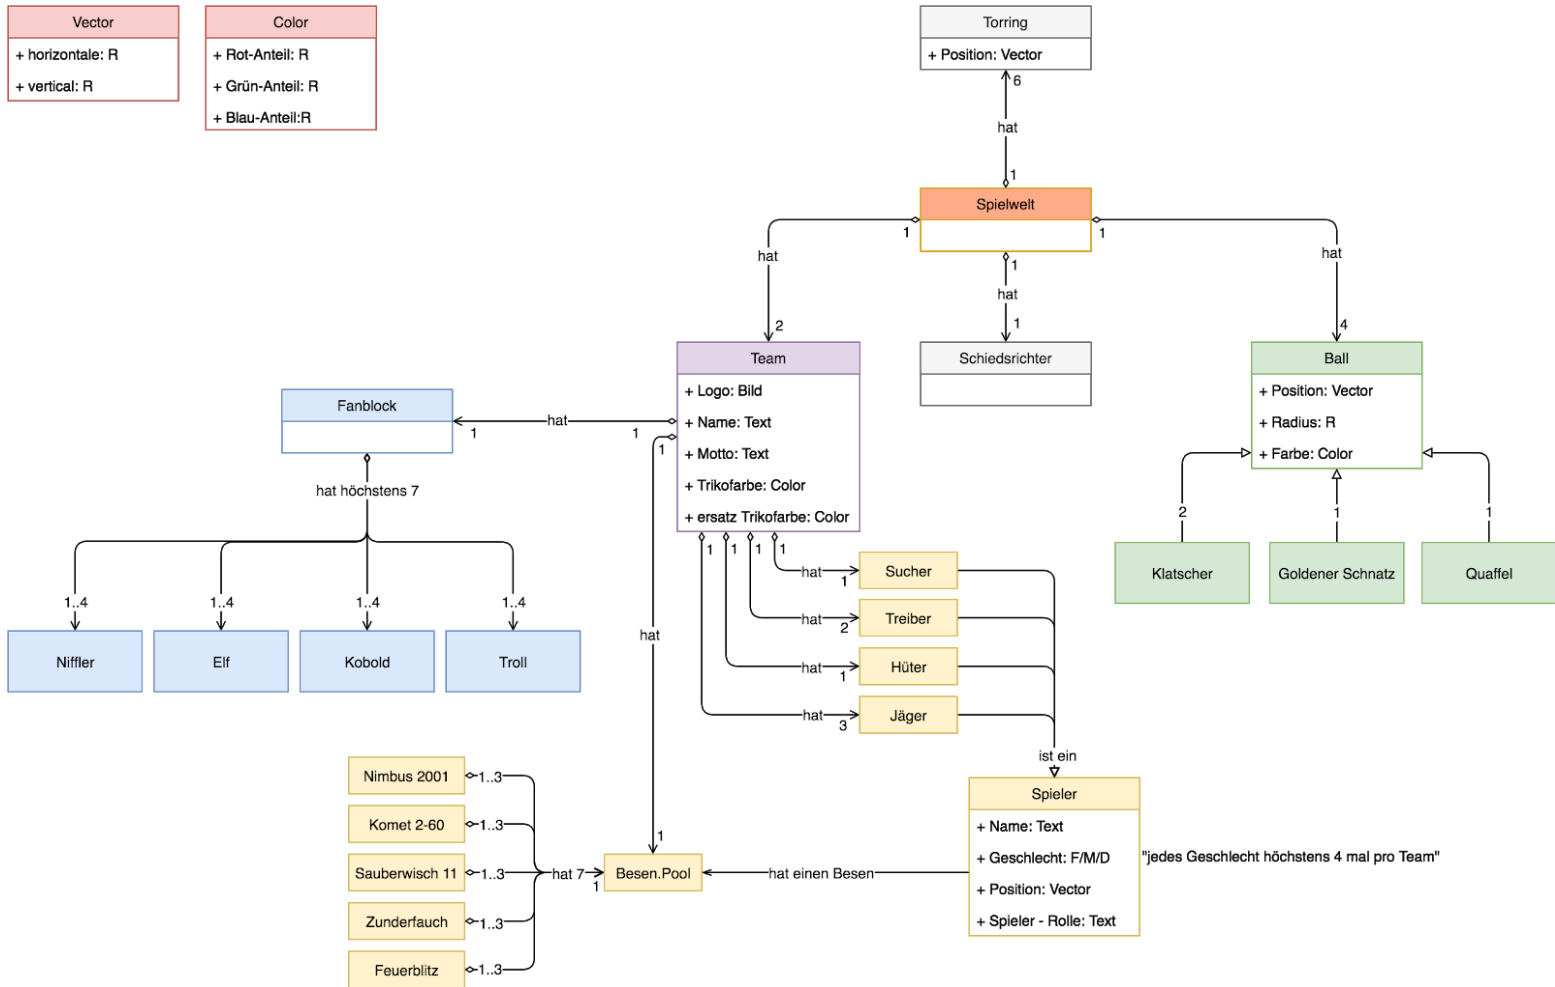 Vector
+ horizontale: R
+ vertical: R
Color
+ Rot-Anteil: R
+ Grün-Anteil: R
+ Blau-Anteil:R
Torring
+ Position: Vector
6
hat
1
Spielwelt
1
hat
2
1
hat
1
1
hat
4
Team
+ Logo: Bild
+ Name: Text
+ Motto: Text
+ Trikofarbe: Color
+ ersatz Trikofarbe: Color
Schiedsrichter
Ball
+ Position: Vector
+ Radius: R
+ Farbe: Color
2
1
1
Klatscher
Goldener Schnatz
Quaffel
Fanblock
1
hat
1
1
hat höchstens 7
1..4
1..4
1..4
1..4
Niffler
Elf
Kobold
Troll
1
1
1
1
hat
1
Sucher
hat
2
Treiber
hat
1
Hüter
hat
3
Jäger
hat
1
ist ein
Spieler
+ Name: Text
+ Geschlecht: F/M/D
+ Position: Vector
+ Spieler - Rolle: Text
"jedes Geschlecht höchstens 4 mal pro Team"
hat einen Besen
Besen.Pool
hat 7
1
Nimbus 2001
1..3
Komet 2-60
1..3
Sauberwisch 11
1..3
Zunderfauch
1..3
Feuerblitz
1..3